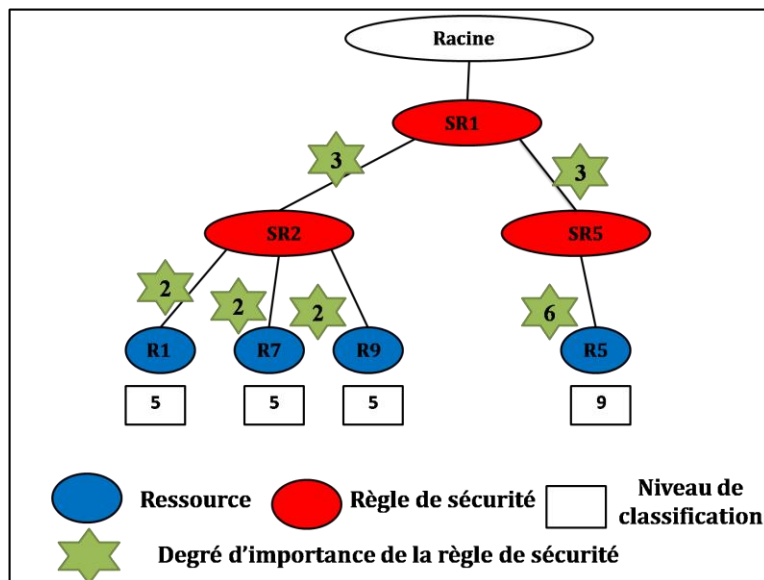 Racine
SR1
3
3
SR2
SR5
2
2
2
6
R1
R7
R9
R5
5
5
5
9
Ressource
Règle de sécurité
Niveau de
classification
Degré d'importance de la règle de sécurité